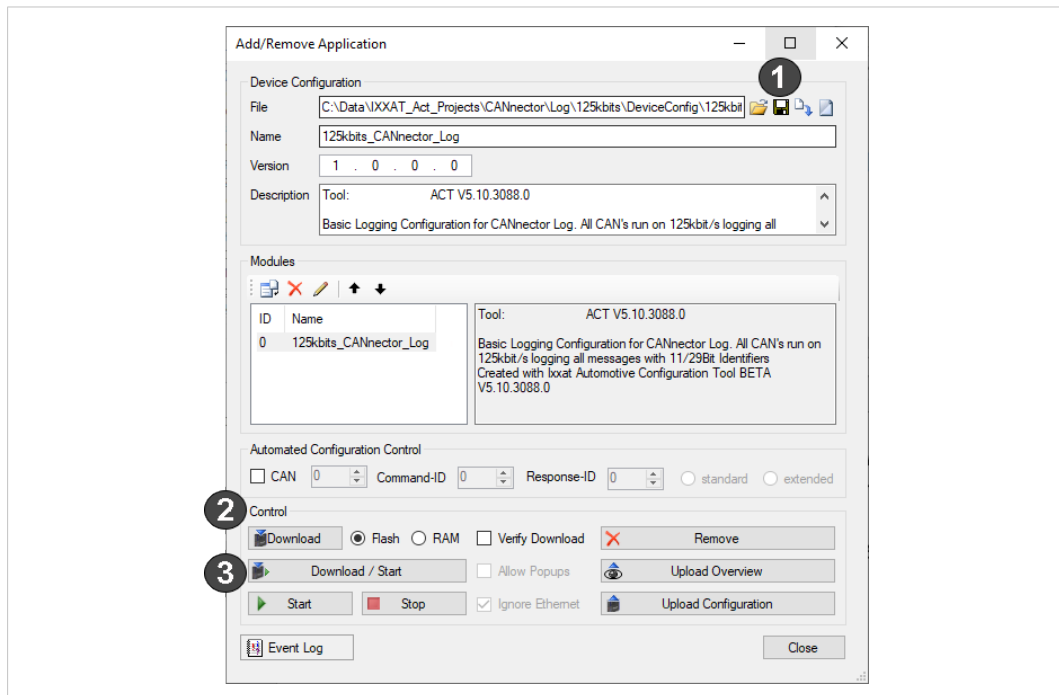 Add/Remove Application
1
Device Configuration
File C:\Data\IXXAT_Act_Projects\CANnector\Log\125kbits\DeviceConfig\125kbit
Name 125kbits_CANnector_Log
Version 1 . 0 . 0 . 0
Description Tool: ACT V5.10.3088.0
Basic Logging Configuration for CANnector Log. All CAN's run on 125kbit/s logging all
Modules
ID Name
0 125kbits_CANnector_Log
Tool: ACT V5.10.3088.0
Basic Logging Configuration for CANnector Log. All CAN's run on
125kbit/s logging all messages with 11/29Bit Identifiers
Created with Ixxat Automotive Configuration Tool BETA
V5.10.3088.0
Automated Configuration Control
CAN 0 Command-ID 0 Response-ID 0 standard extended
2 Control
Download Flash RAM Verify Download Remove
3 Download / Start Allow Popups Upload Overview
Start Stop Ignore Ethernet Upload Configuration
Event Log Close